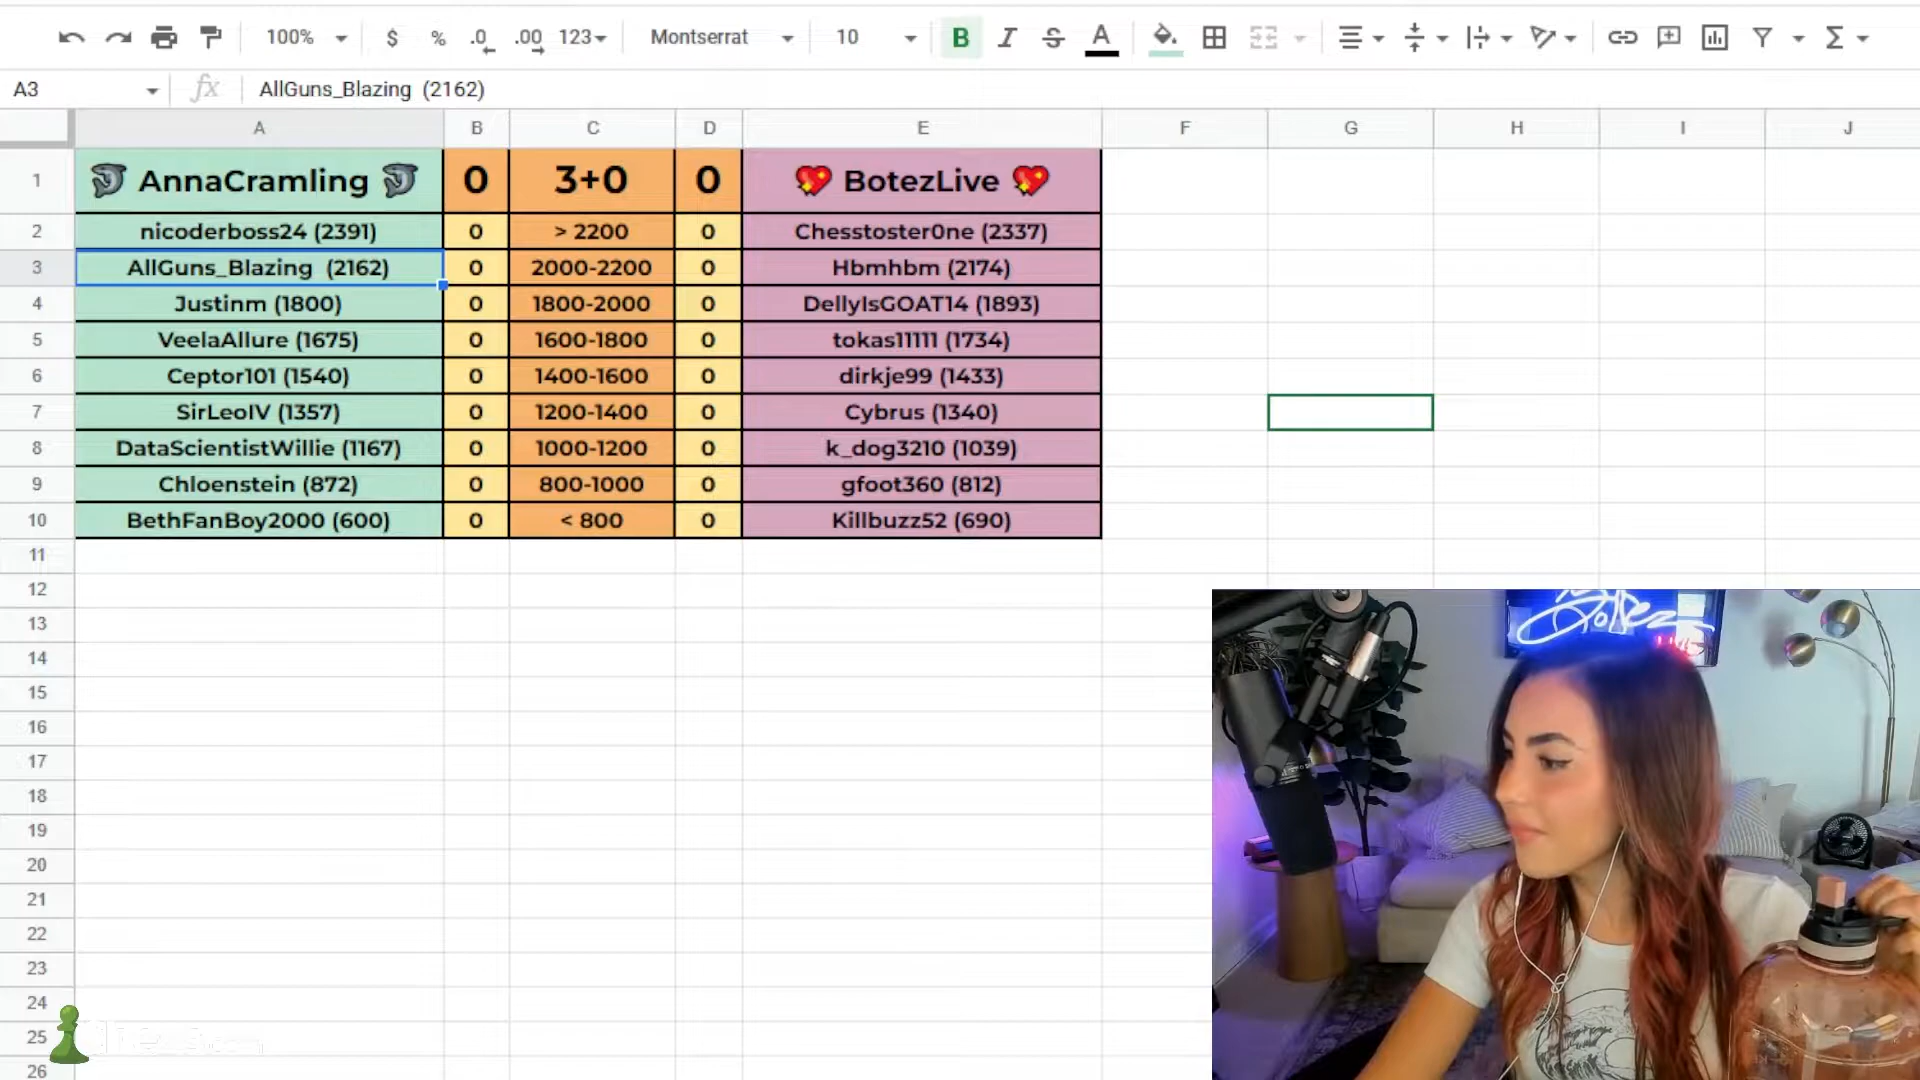 100% $ % .0 .00 123 Montserrat 10 B I S A Σ
A3 fx AllGuns_Blazing (2162)
A B C D E F G H I J
1 AnnaCramling 0 3+0 0 BotezLive
2 nicoderboss24 (2391) 0 > 2200 0 Chesstoster0ne (2337)
3 AllGuns_Blazing (2162) 0 2000-2200 0 Hbmhbm (2174)
4 Justinm (1800) 0 1800-2000 0 DellyIsGOAT14 (1893)
5 VeelaAllure (1675) 0 1600-1800 0 tokas11111 (1734)
6 Ceptor101 (1540) 0 1400-1600 0 dirkje99 (1433)
7 SirLeoIV (1357) 0 1200-1400 0 Cybrus (1340)
8 DataScientistWillie (1167) 0 1000-1200 0 k_dog3210 (1039)
9 Chloenstein (872) 0 800-1000 0 gfoot360 (812)
10 BethFanBoy2000 (600) 0 < 800 0 Killbuzz52 (690)
11
12
13
14
15
16
17
18
19
20
21
22
23
24
25
26
Botez